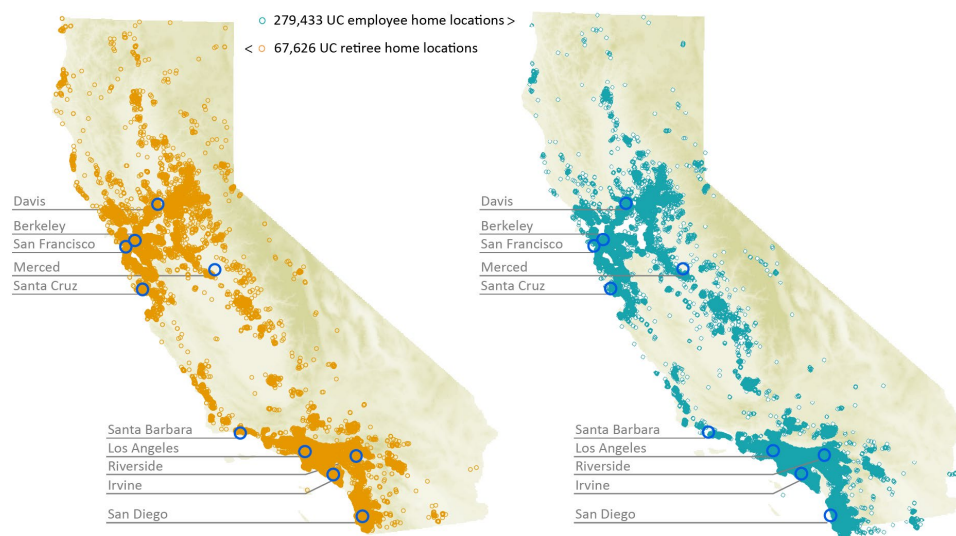 279,433 UC employee home locations >
< 67,626 UC retiree home locations
Davis
Berkeley
San Francisco
Merced
Santa Cruz
Santa Barbara
Los Angeles
Riverside
Irvine
San Diego
Davis
Berkeley
San Francisco
Merced
Santa Cruz
Santa Barbara
Los Angeles
Riverside
Irvine
San Diego